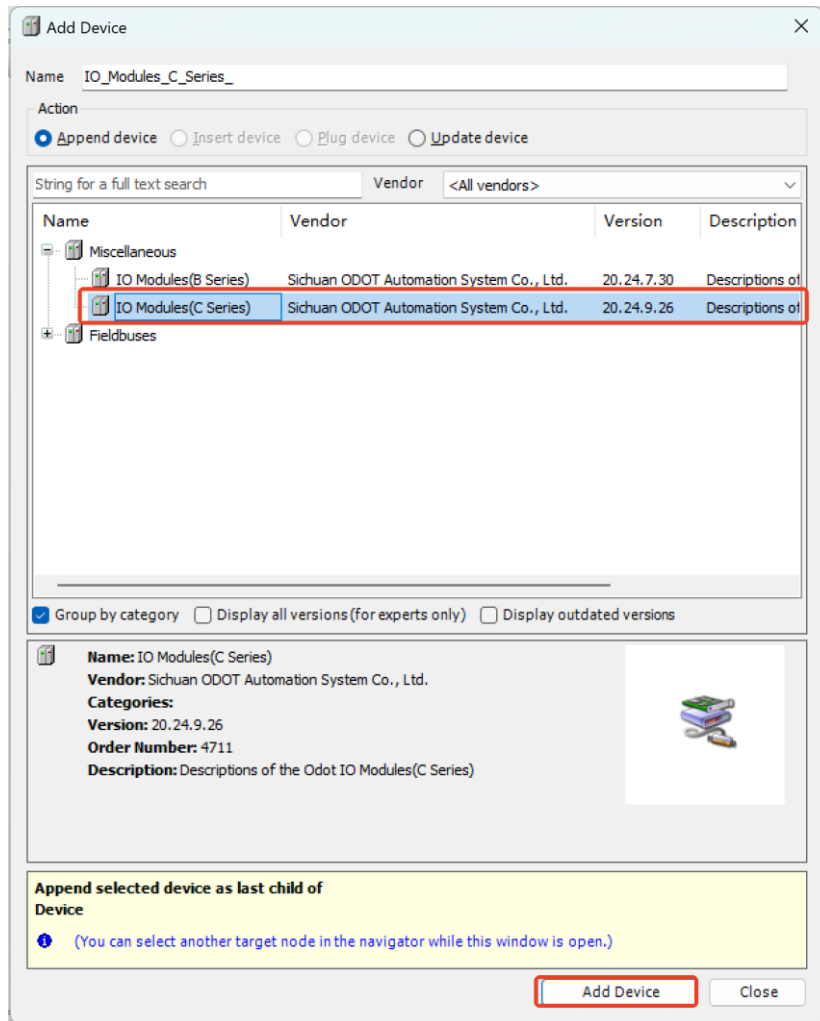 Add Device
Name IO_Modules_C_Series_
Action
Append device Insert device Plug device Update device
String for a full text search Vendor <All vendors>
Name Vendor Version Description
Miscellaneous
IO Modules(B Series) Sichuan ODOT Automation System Co., Ltd. 20.24.7.30 Descriptions of
IO Modules(C Series) Sichuan ODOT Automation System Co., Ltd. 20.24.9.26 Descriptions of
Fieldbuses
Group by category Display all versions(for experts only) Display outdated versions
Name: IO Modules(C Series)
Vendor: Sichuan ODOT Automation System Co., Ltd.
Categories:
Version: 20.24.9.26
Order Number: 4711
Description: Descriptions of the Odot IO Modules(C Series)
Append selected device as last child of
Device
(You can select another target node in the navigator while this window is open.)
Add Device Close